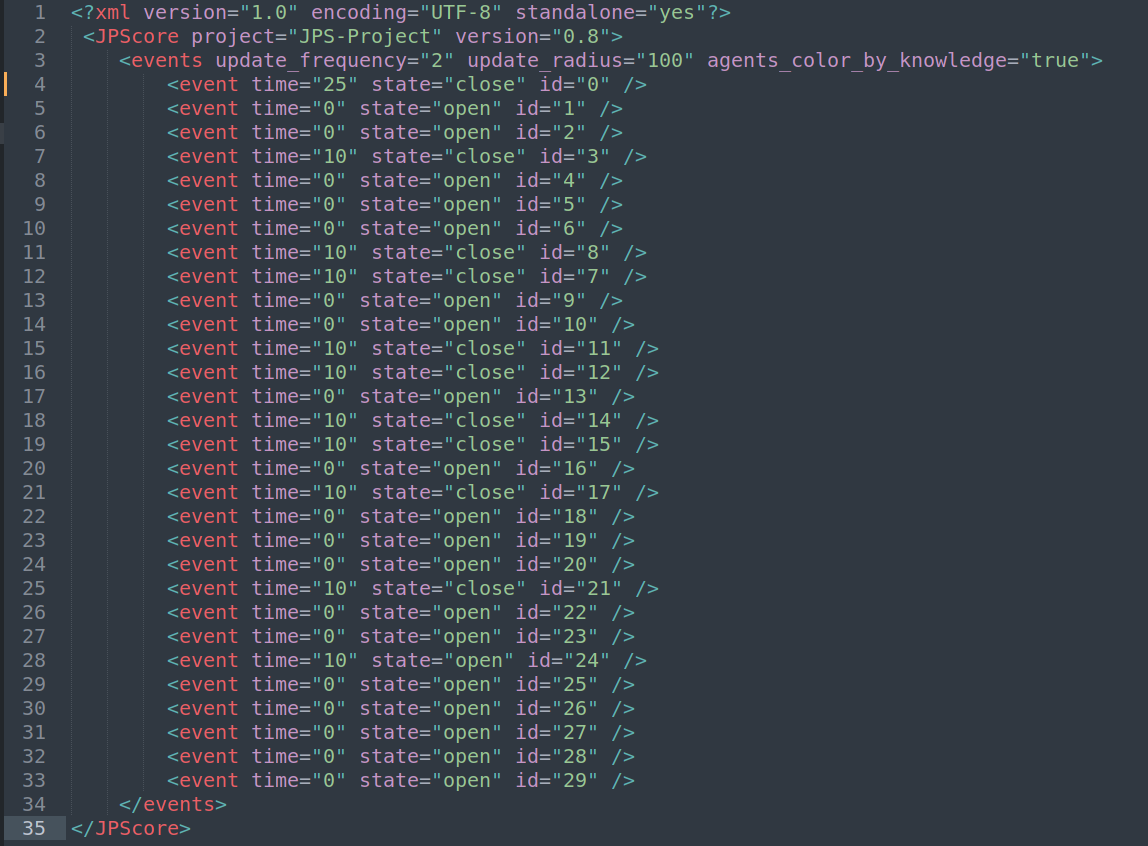 1 <?xml version="1.0" encoding="UTF-8" standalone="yes"?>
2 <JPScore project="JPS-Project" version="0.8">
3 <events update_frequency="2" update_radius="100" agents_color_by_knowledge="true">
4 <event time="25" state="close" id="0" />
5 <event time="0" state="open" id="1" />
6 <event time="0" state="open" id="2" />
7 <event time="10" state="close" id="3" />
8 <event time="0" state="open" id="4" />
9 <event time="0" state="open" id="5" />
10 <event time="0" state="open" id="6" />
11 <event time="10" state="close" id="8" />
12 <event time="10" state="close" id="7" />
13 <event time="0" state="open" id="9" />
14 <event time="0" state="open" id="10" />
15 <event time="10" state="close" id="11" />
16 <event time="10" state="close" id="12" />
17 <event time="0" state="open" id="13" />
18 <event time="10" state="close" id="14" />
19 <event time="10" state="close" id="15" />
20 <event time="0" state="open" id="16" />
21 <event time="10" state="close" id="17" />
22 <event time="0" state="open" id="18" />
23 <event time="0" state="open" id="19" />
24 <event time="0" state="open" id="20" />
25 <event time="10" state="close" id="21" />
26 <event time="0" state="open" id="22" />
27 <event time="0" state="open" id="23" />
28 <event time="10" state="open" id="24" />
29 <event time="0" state="open" id="25" />
30 <event time="0" state="open" id="26" />
31 <event time="0" state="open" id="27" />
32 <event time="0" state="open" id="28" />
33 <event time="0" state="open" id="29" />
34 </events>
35 </JPScore>